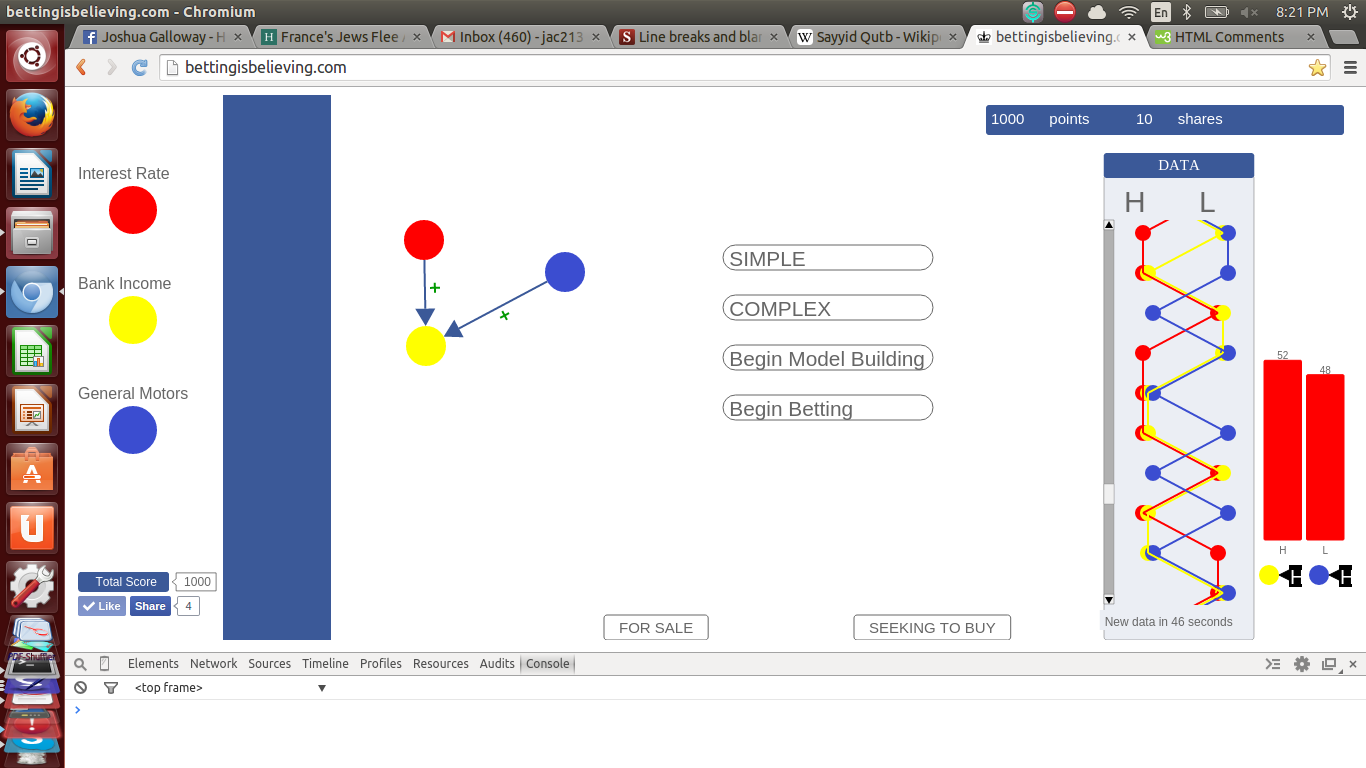 bettingisbelieving.com - Chromium
En
8:21 PM
Joshua Galloway - H
France's Jews Flee A
Inbox (460) - jac213
Line breaks and blan
Sayyid Qutb - Wikipe
bettingisbelieving.c
HTML Comments
bettingisbelieving.com
1000 points 10 shares
DATA
H L
Interest Rate
Bank Income
General Motors
+
+
SIMPLE
COMPLEX
Begin Model Building
Begin Betting
52
48
H
L
H
H
Total Score 1000
Like Share 4
FOR SALE
SEEKING TO BUY
New data in 46 seconds
Elements Network Sources Timeline Profiles Resources Audits Console
<top frame>